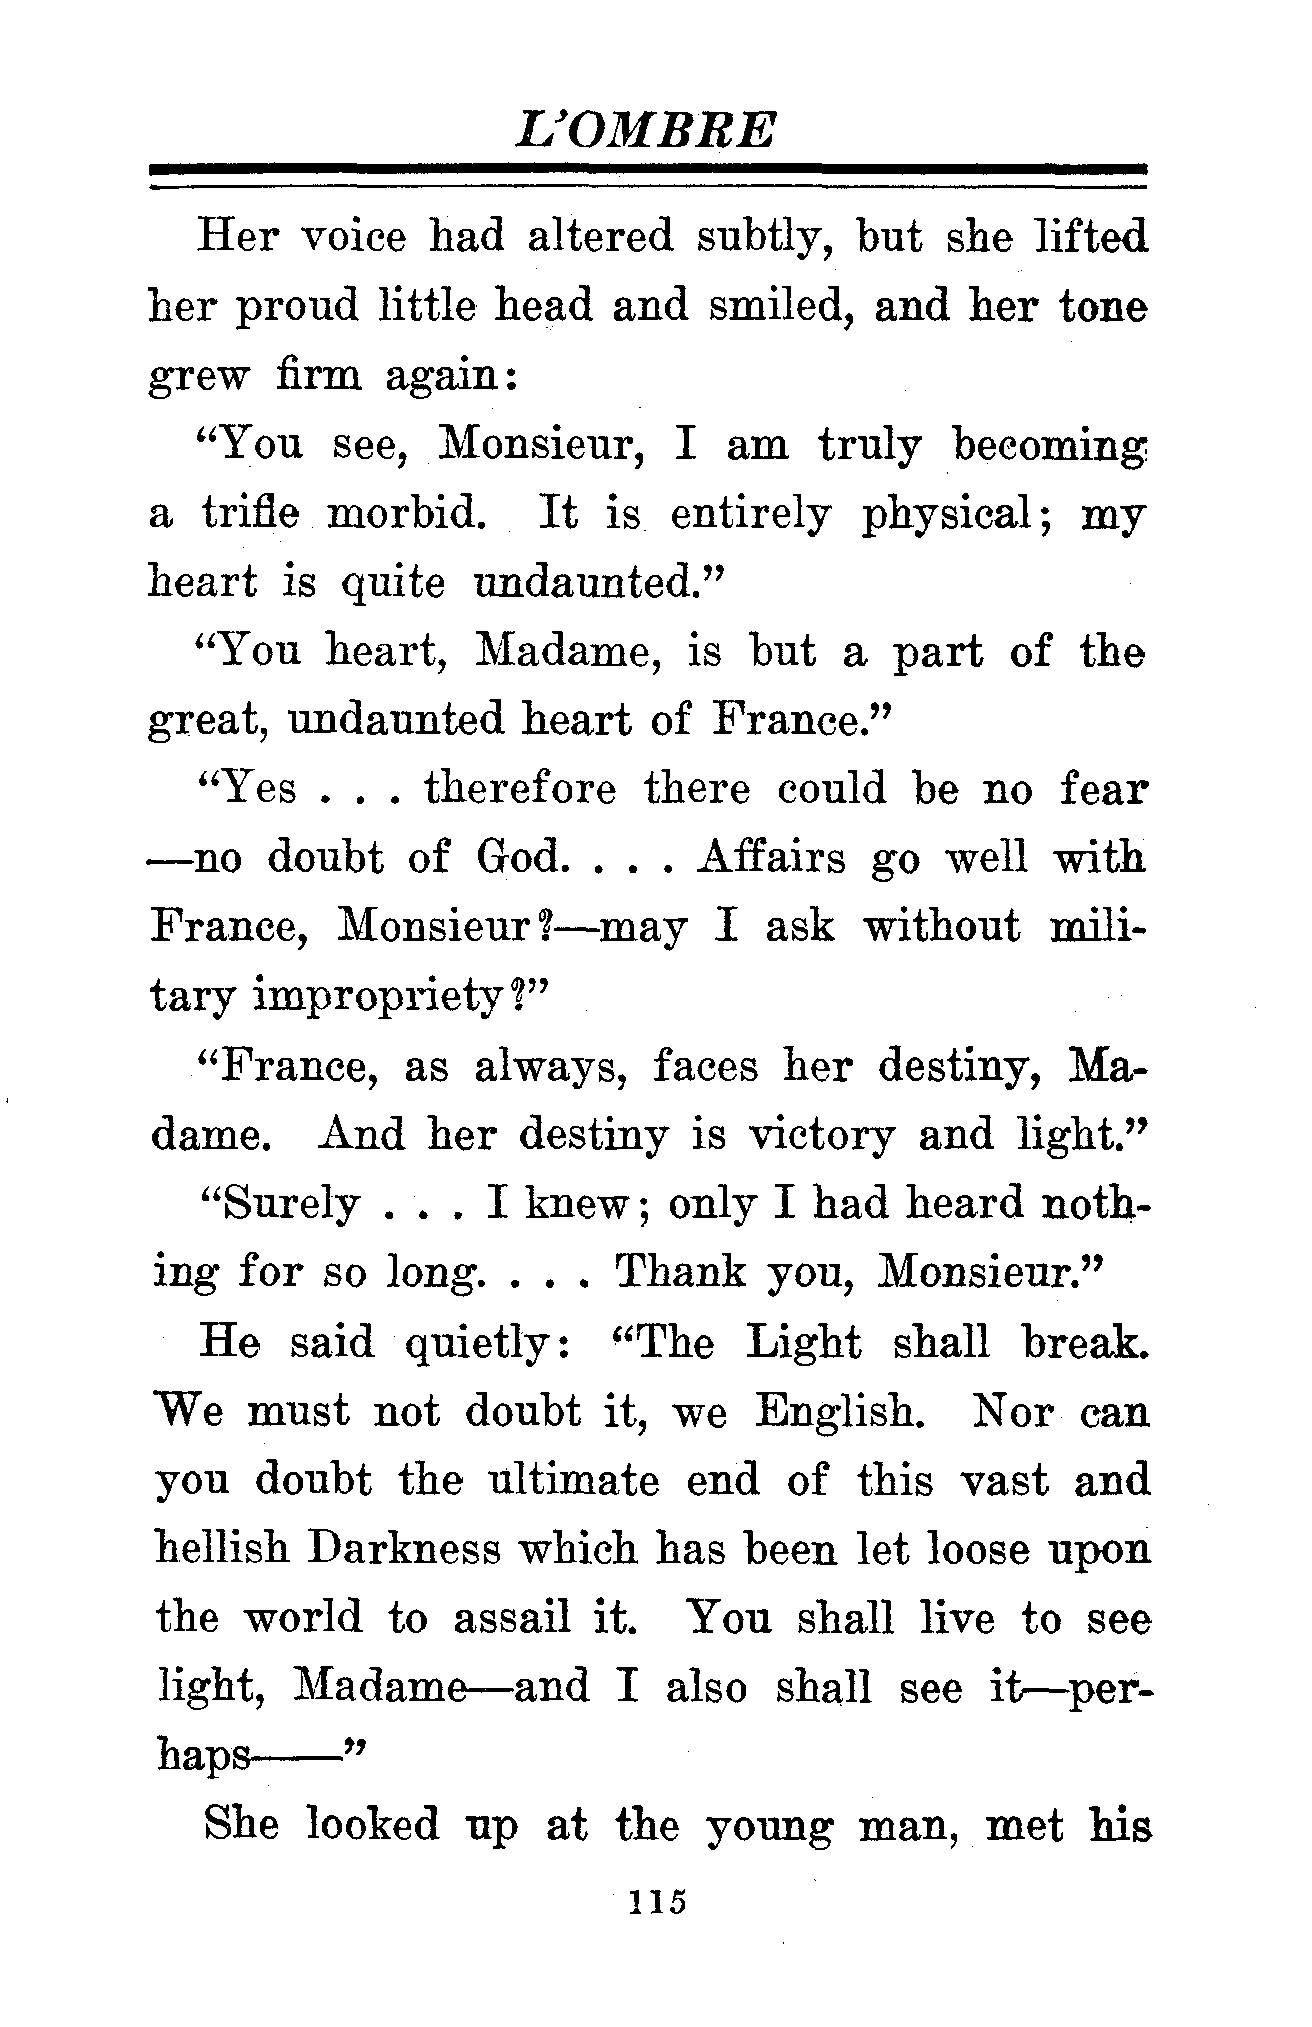 L’OMBRE
Her voice had altered subtly, but she lifted
her proud little head and smiled, and her tone
grew firm again:
“You see, Monsieur, I am truly becoming
a trifle morbid. It is entirely physical; my
heart is quite undaunted.”
“You heart, Madame, is but a part of the
great, undaunted heart of France.”
“Yes . . . therefore there could be no fear
—no doubt of God. . . . Affairs go well with
France, Monsieur?—may I ask without mili-
tary impropriety?”
“France, as always, faces her destiny, Ma-
dame. And her destiny is victory and light.”
“Surely . . . I knew; only I had heard noth-
ing for so long. . . . Thank you, Monsieur.”
He said quietly: “The Light shall break.
We must not doubt it, we English. Nor can
you doubt the ultimate end of this vast and
hellish Darkness which has been let loose upon
the world to assail it. You shall live to see
light, Madame—and I also shall see it—per-
haps——”
She looked up at the young man, met his
115